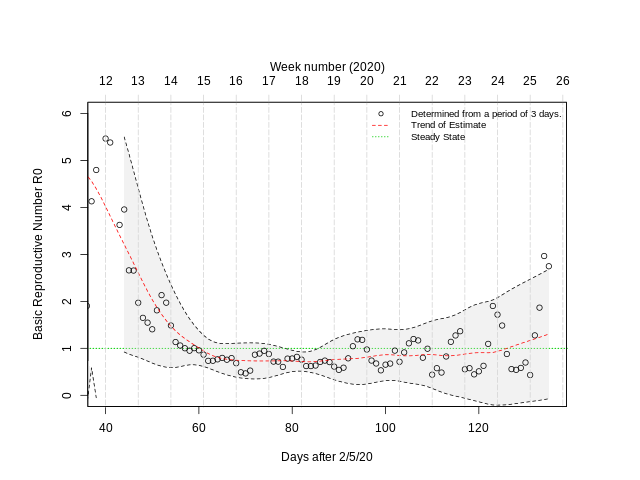 Week number (2020)
12 13 14 15 16 17 18 19 20 21 22 23 24 25 26
Determined from a period of 3 days.
Trend of Estimate
Steady State
6
5
4
3
2
1
0
Basic Reproductive Number R0
40 60 80 100 120
Days after 2/5/20